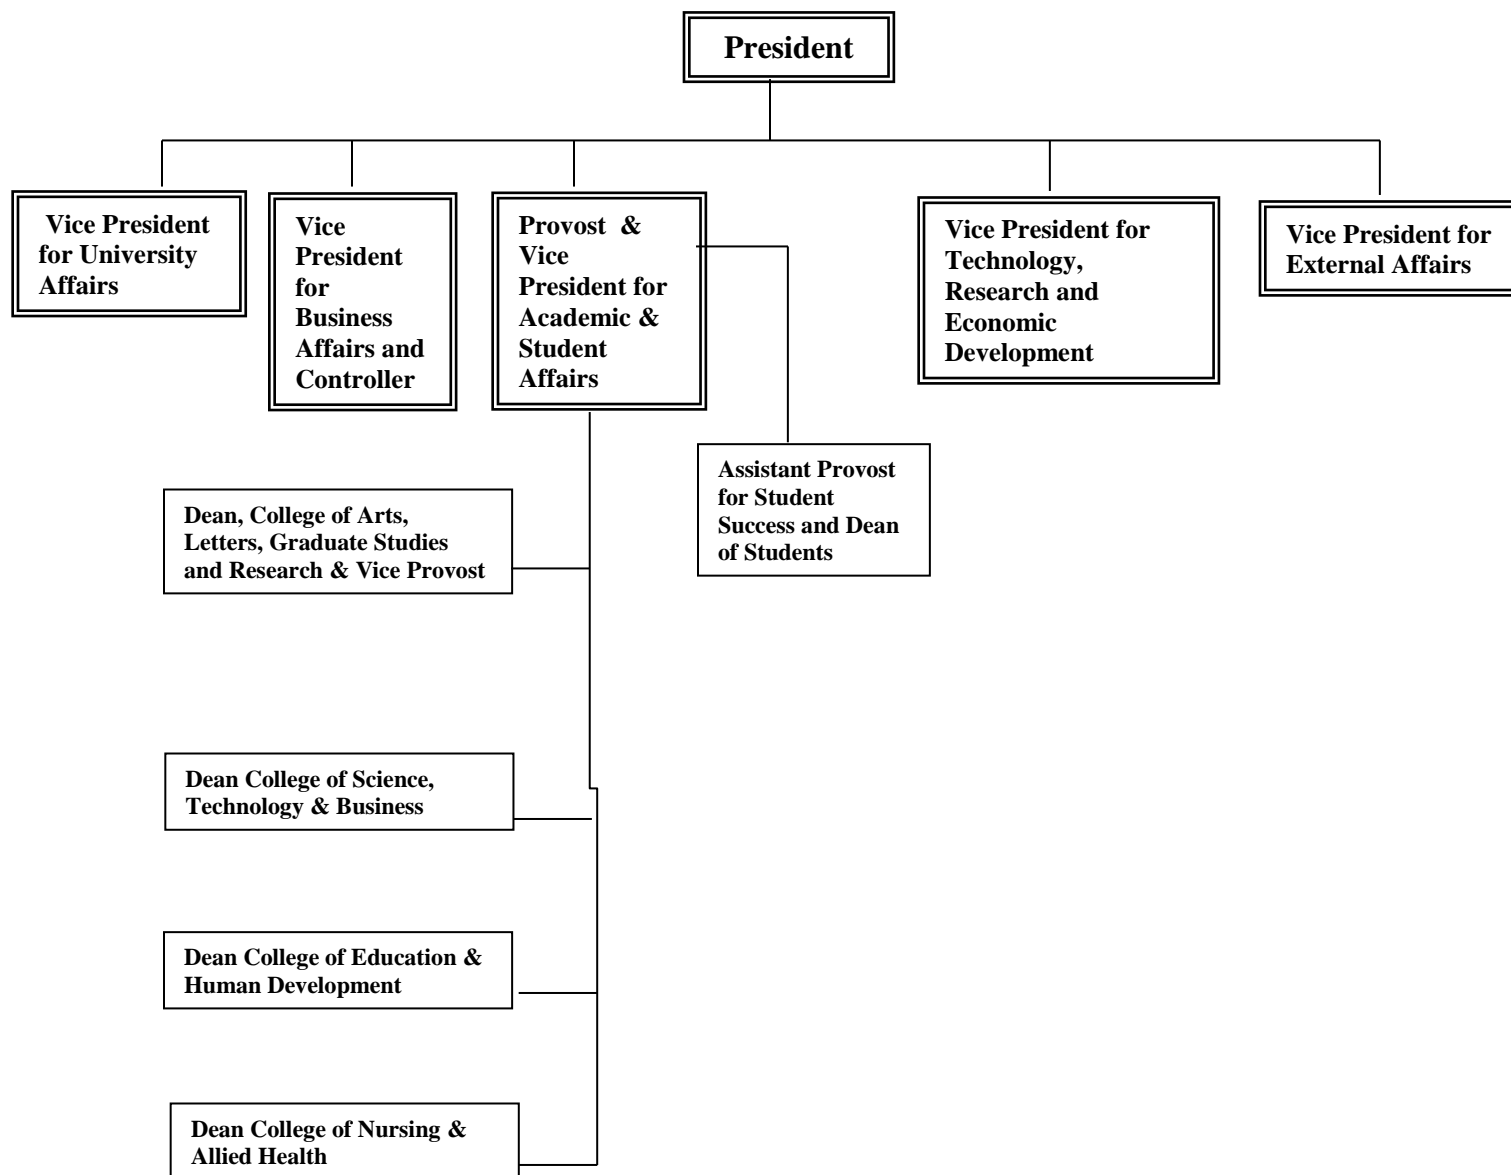 President
Vice President
for University
Affairs
Vice
President
for
Business
Affairs and
Controller
Provost &
Vice
President for
Academic &
Student
Affairs
Vice President for
Technology,
Research and
Economic
Development
Vice President for
External Affairs
Assistant Provost
for Student
Success and Dean
of Students
Dean, College of Arts,
Letters, Graduate Studies
and Research & Vice Provost
Dean College of Science,
Technology & Business
Dean College of Education &
Human Development
Dean College of Nursing &
Allied Health